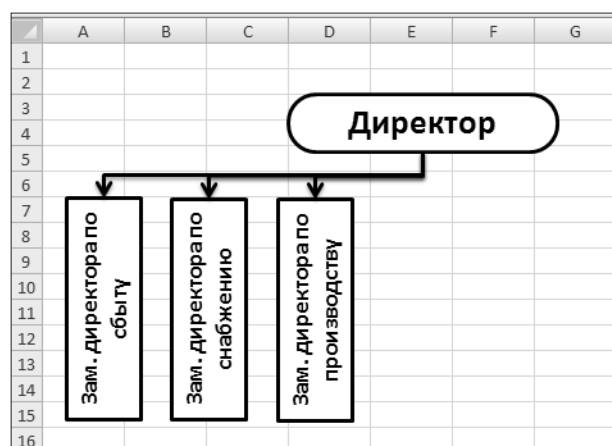 A B C D E F G
1
2
3
4
5
6
7
8
9
10
11
12
13
14
15
16
Директор
Зам. директора по
сбыту
Зам. директора по
снабжению
Зам. директора по
производству